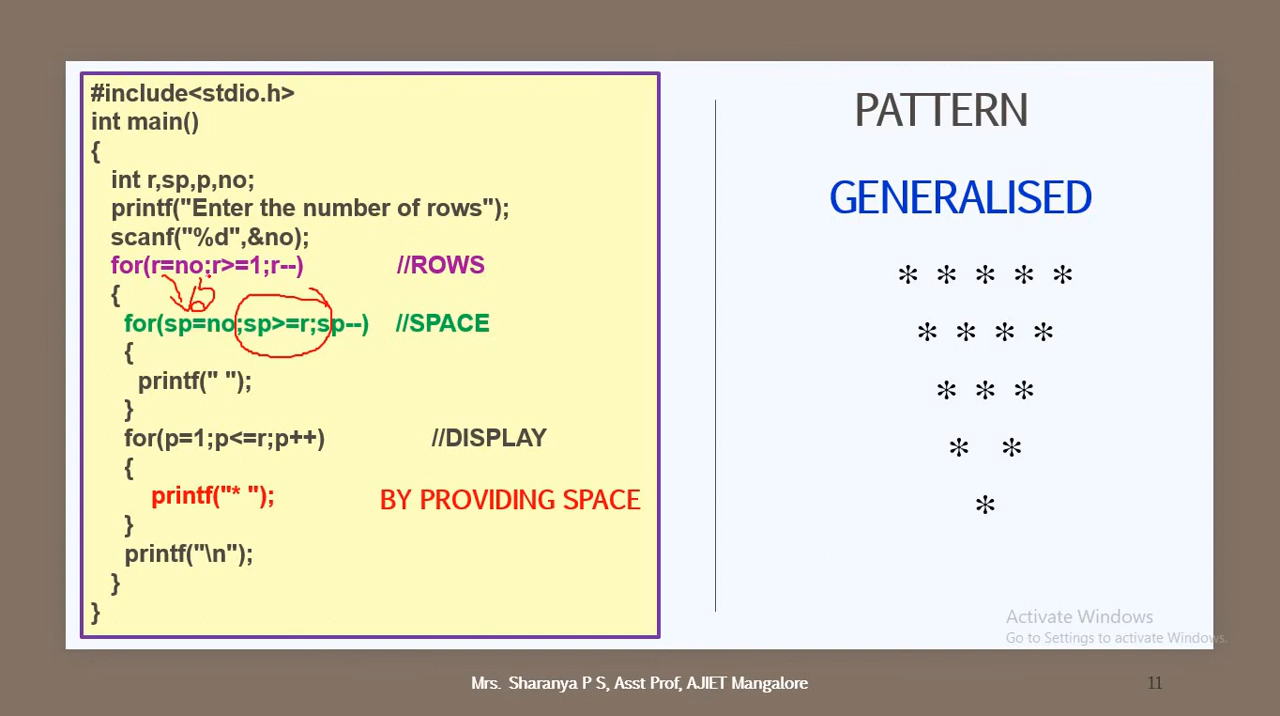 #include<stdio.h>
int main()
{
int r,sp,p,no;
printf("Enter the number of rows");
scanf("%d",&no);
for(r=no;r>=1;r--) //ROWS
{
for(sp=no;sp>=r;sp--) //SPACE
{
printf(" ");
}
for(p=1;p<=r;p++) //DISPLAY
{
printf("* "); BY PROVIDING SPACE
}
printf("\n");
}
}
PATTERN
GENERALISED
* * * * *
* * * *
* * *
* *
*
Activate Windows
Go to Settings to activate Windows.
Mrs. Sharanya P S, Asst Prof, AJIET Mangalore
11